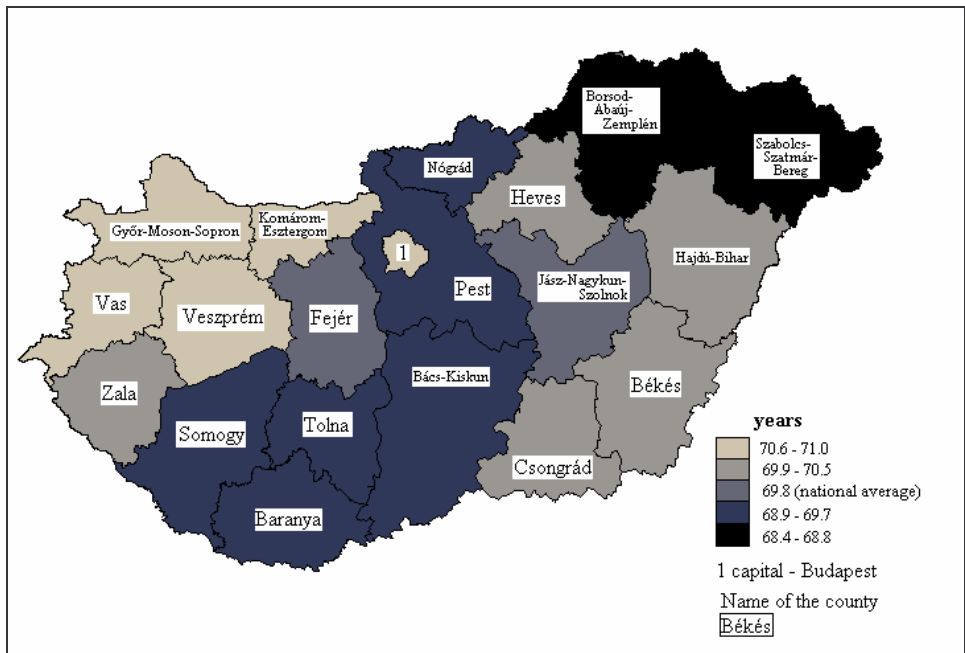 Borsod-
Abaúj-
Zemplén
Szabolcs-
Szatmár-
Bereg
Nógrád
Heves
Komárom-
Esztergom
Győr-Moson-Sopron
1
Hajdú-Bihar
Jász-Nagykun-
Szolnok
Pest
Vas
Veszprém
Fejér
Bács-Kiskun
Békés
Zala
Tolna
Somogy
Csongrád
Baranya
years
70.6 - 71.0
69.9 - 70.5
69.8 (national average)
68.9 - 69.7
68.4 - 68.8
1 capital - Budapest
Name of the county
Békés